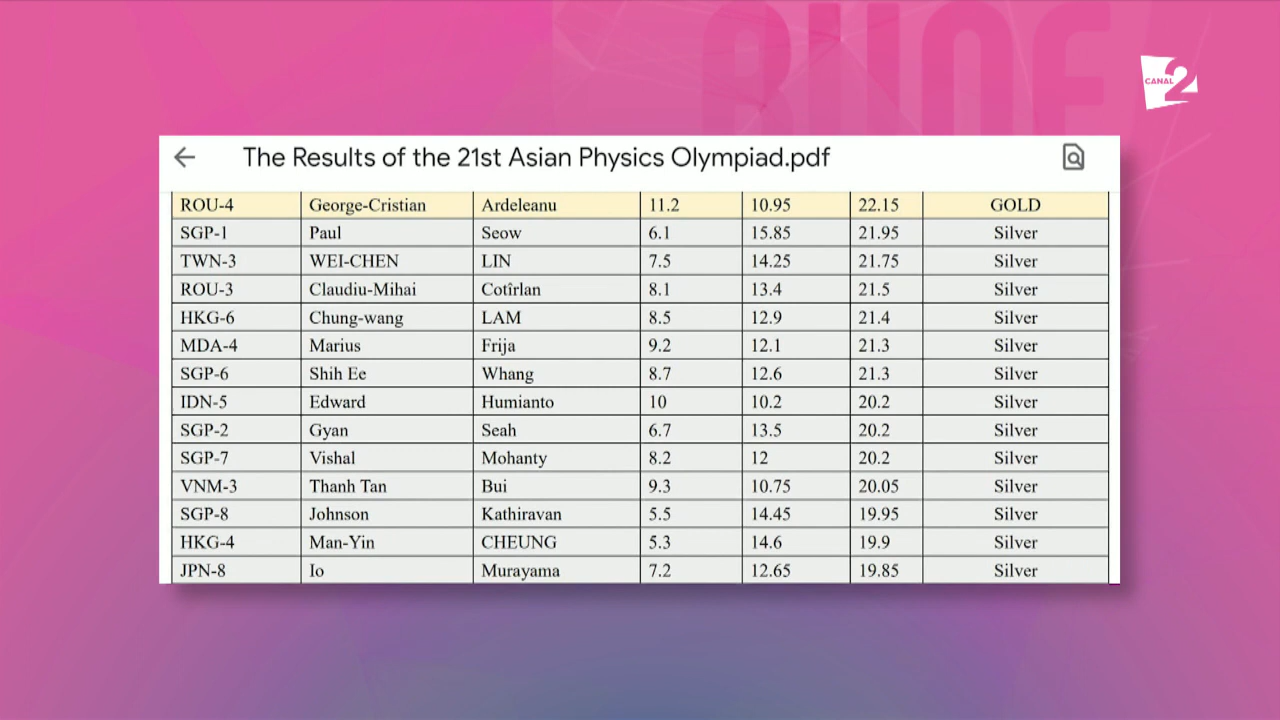 BUNE
CANAL 2
The Results of the 21st Asian Physics Olympiad.pdf
ROU-4 George-Cristian Ardeleanu 11.2 10.95 22.15 GOLD
SGP-1 Paul Seow 6.1 15.85 21.95 Silver
TWN-3 WEI-CHEN LIN 7.5 14.25 21.75 Silver
ROU-3 Claudiu-Mihai Cotîrlan 8.1 13.4 21.5 Silver
HKG-6 Chung-wang LAM 8.5 12.9 21.4 Silver
MDA-4 Marius Frija 9.2 12.1 21.3 Silver
SGP-6 Shih Ee Whang 8.7 12.6 21.3 Silver
IDN-5 Edward Humianto 10 10.2 20.2 Silver
SGP-2 Gyan Seah 6.7 13.5 20.2 Silver
SGP-7 Vishal Mohanty 8.2 12 20.2 Silver
VNM-3 Thanh Tan Bui 9.3 10.75 20.05 Silver
SGP-8 Johnson Kathiravan 5.5 14.45 19.95 Silver
HKG-4 Man-Yin CHEUNG 5.3 14.6 19.9 Silver
JPN-8 Io Murayama 7.2 12.65 19.85 Silver